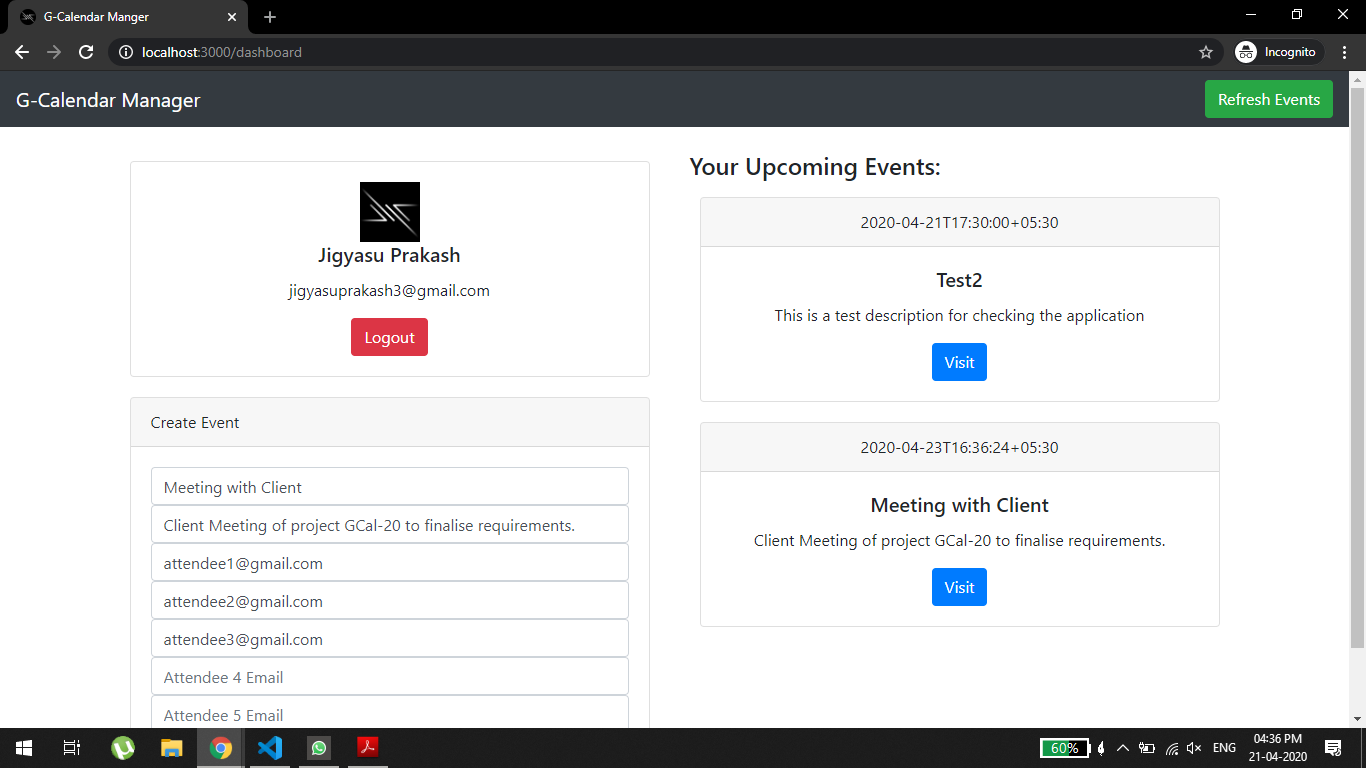 G-Calendar Manger
localhost:3000/dashboard
Incognito
G-Calendar Manager
Refresh Events
Jigyasu Prakash
jigyasuprakash3@gmail.com
Logout
Create Event
Meeting with Client
Client Meeting of project GCal-20 to finalise requirements.
attendee1@gmail.com
attendee2@gmail.com
attendee3@gmail.com
Attendee 4 Email
Attendee 5 Email
Your Upcoming Events:
2020-04-21T17:30:00+05:30
Test2
This is a test description for checking the application
Visit
2020-04-23T16:36:24+05:30
Meeting with Client
Client Meeting of project GCal-20 to finalise requirements.
Visit
60%
ENG
04:36 PM
21-04-2020